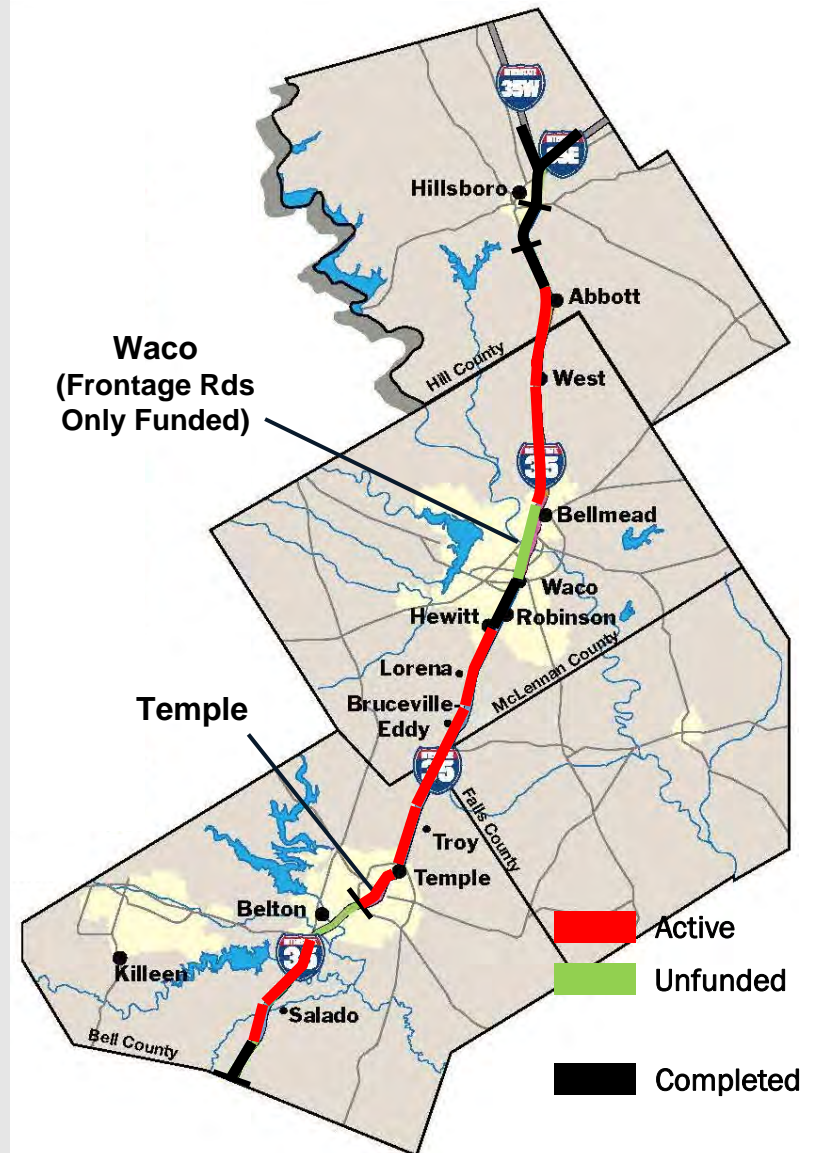 INTERSTATE
35W
35E
Hillsboro
Abbott
Waco
(Frontage Rds
Only Funded)
Hill County
West
35
Bellmead
Waco
Hewitt
Robinson
Lorena
McLennan County
Bruceville-
Eddy
Temple
35
Falls County
Troy
Temple
Belton
Active
35
Unfunded
Killeen
Salado
Bell County
Completed